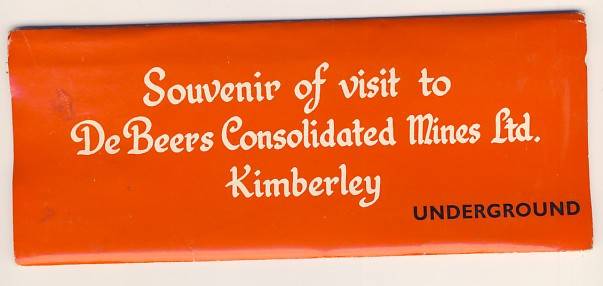 Souvenir of visit to
De Beers Consolidated Mines Ltd.
Kimberley
UNDERGROUND